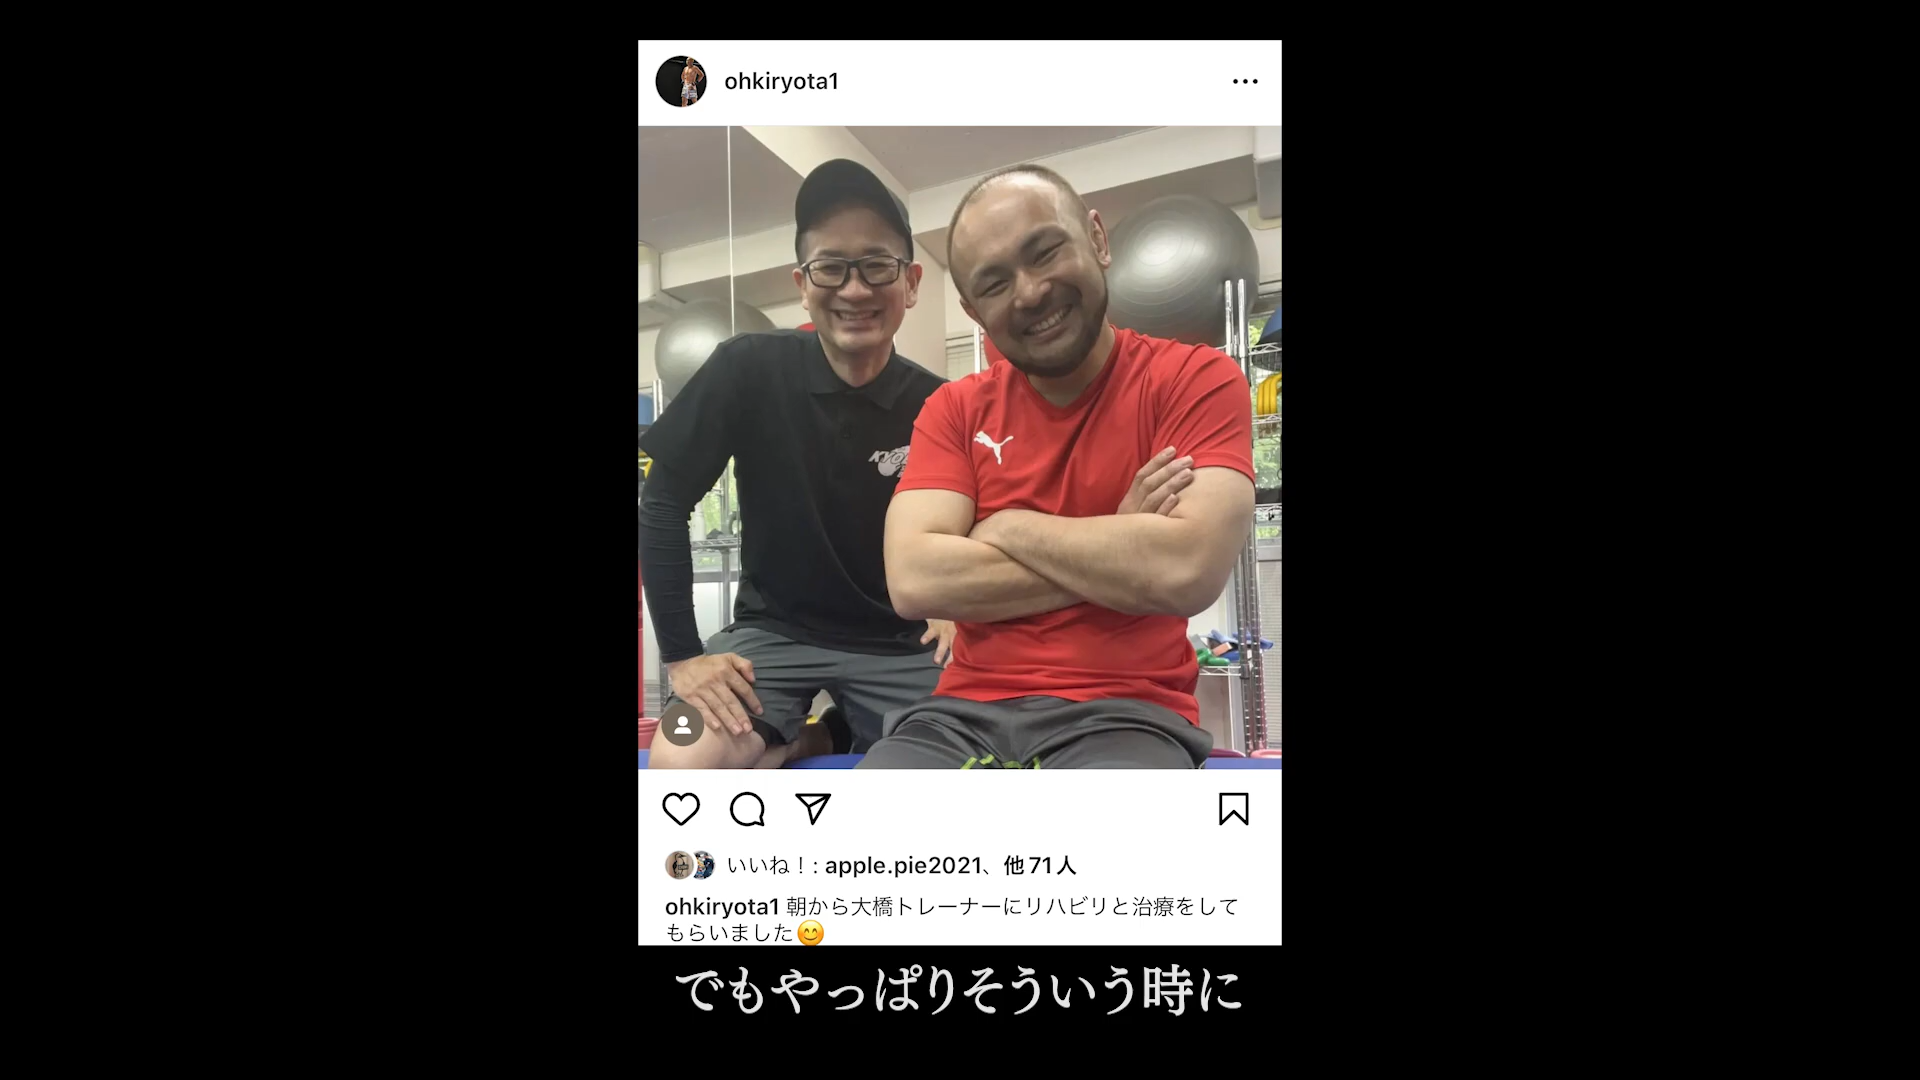 ohkiryota1
いいね！: apple.pie2021、他71人
ohkiryota1 朝から大橋トレーナーにリハビリと治療をして
もらいました😊
でもやっぱりそういう時に